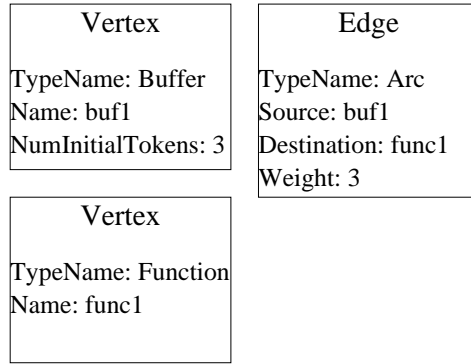 Vertex
TypeName: Buffer
Name: buf1
NumInitialTokens: 3
Edge
TypeName: Arc
Source: buf1
Destination: func1
Weight: 3
Vertex
TypeName: Function
Name: func1